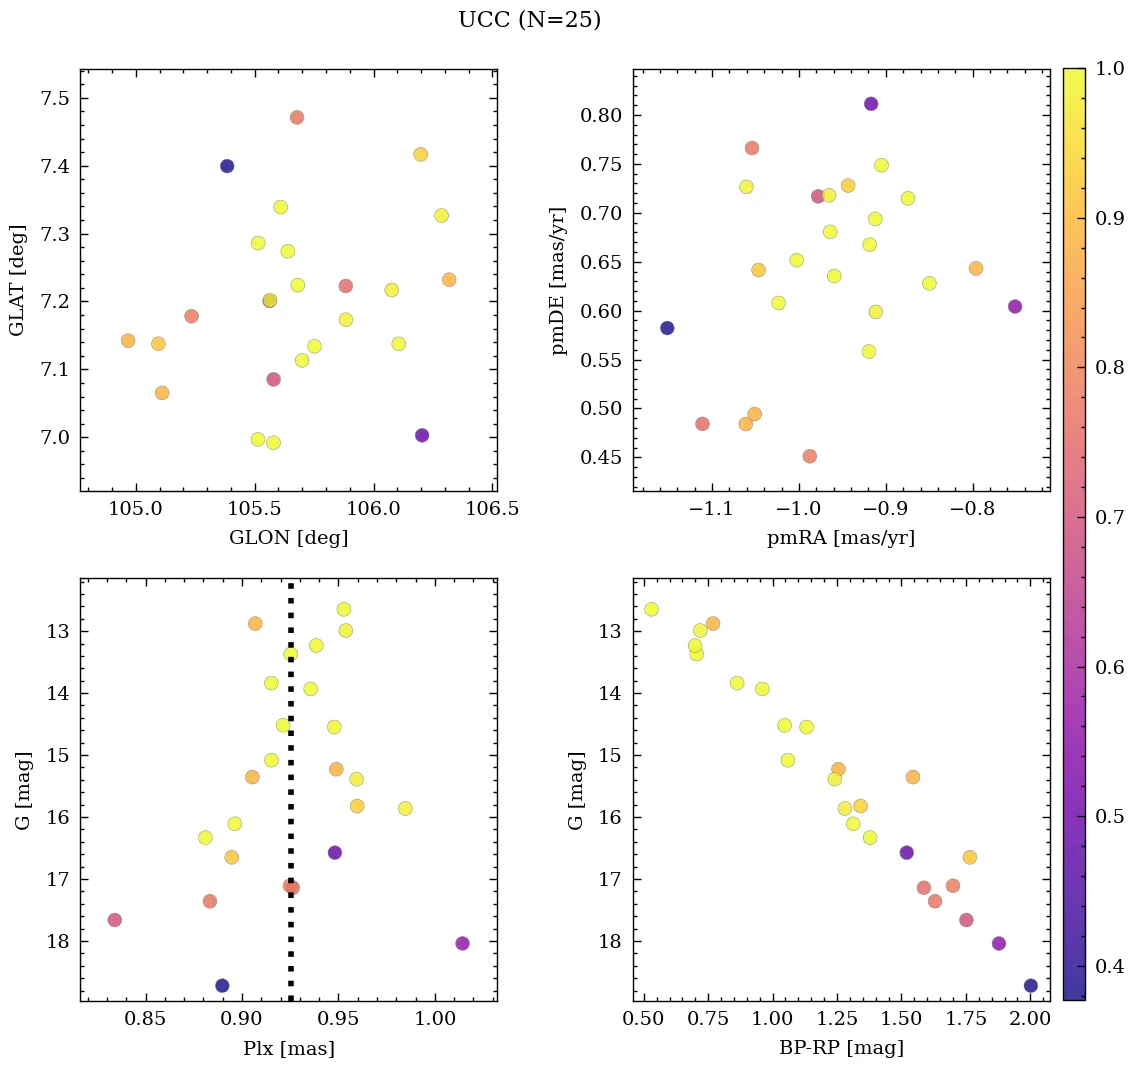 UCC (N=25)
7.5
7.4
7.3
7.2
7.1
7.0
GLAT [deg]
105.0 105.5 106.0 106.5
GLON [deg]
0.80
0.75
0.70
0.65
0.60
0.55
0.50
0.45
pmDE [mas/yr]
−1.1 −1.0 −0.9 −0.8
pmRA [mas/yr]
13
14
15
16
17
18
G [mag]
0.85 0.90 0.95 1.00
Plx [mas]
13
14
15
16
17
18
G [mag]
0.50 0.75 1.00 1.25 1.50 1.75 2.00
BP-RP [mag]
1.0
0.9
0.8
0.7
0.6
0.5
0.4